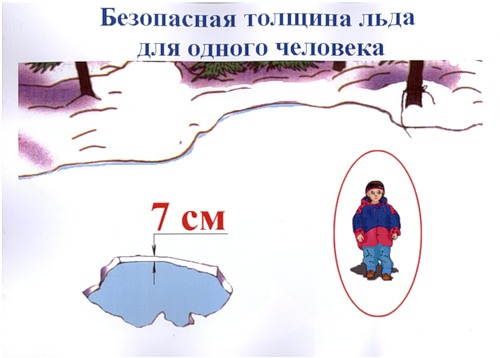 Безопасная толщина льда
для одного человека
7 см